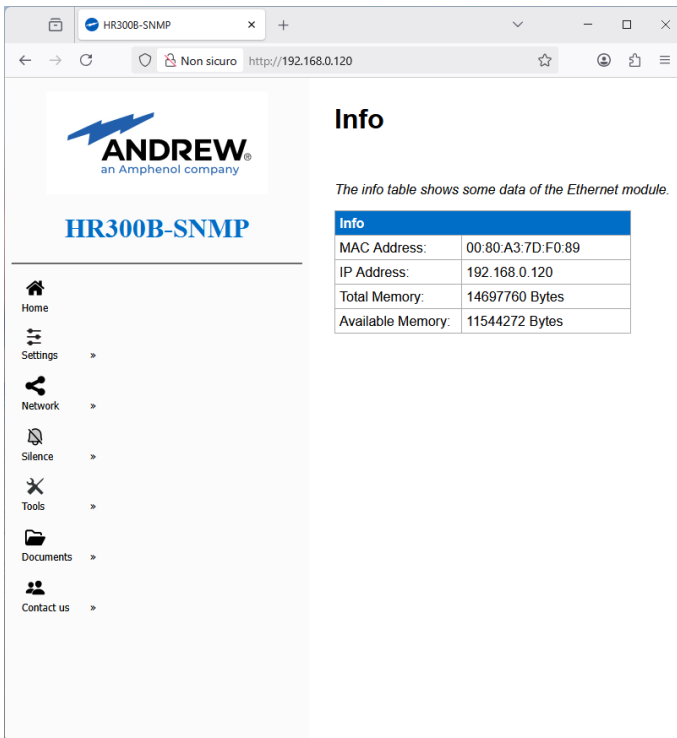 HR300B-SNMP
Non sicuro http://192.168.0.120
ANDREW®
an Amphenol company
HR300B-SNMP
Home
Settings »
Network »
Silence »
Tools »
Documents »
Contact us »
Info
The info table shows some data of the Ethernet module.
Info
MAC Address: 00:80:A3:7D:F0:89
IP Address: 192.168.0.120
Total Memory: 14697760 Bytes
Available Memory: 11544272 Bytes